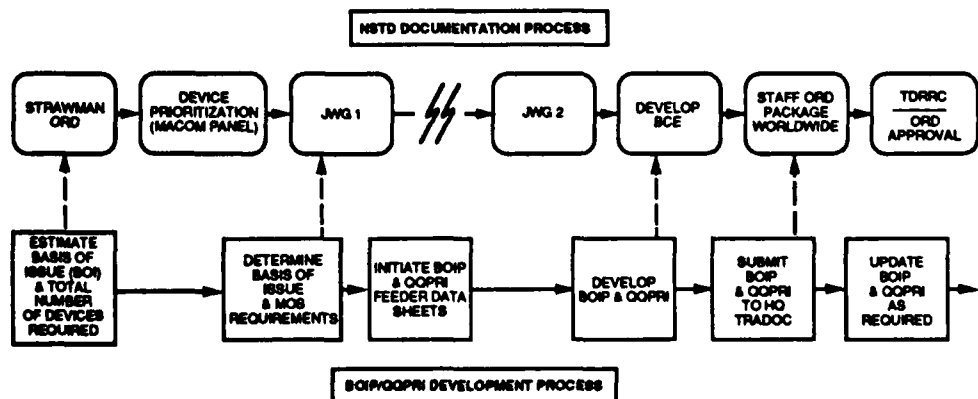 NSTD DOCUMENTATION PROCESS
STRAWMAN
ORD
DEVICE
PRIORITIZATION
(MACOM PANEL)
JWG 1
JWG 2
DEVELOP
BCE
STAFF ORD
PACKAGE
WORLDWIDE
TDRRC
ORD
APPROVAL
ESTIMATE
BASIS OF
ISSUE (BOI)
& TOTAL
NUMBER
OF DEVICES
REQUIRED
DETERMINE
BASIS OF
ISSUE
& MOS
REQUIREMENTS
INITIATE BOIP
& QQPRI
FEEDER DATA
SHEETS
DEVELOP
BOIP & QQPRI
SUBMIT
BOIP
& QQPRI
TO HQ
TRADOC
UPDATE
BOIP
& QQPRI
AS
REQUIRED
BOIP/QQPRI DEVELOPMENT PROCESS